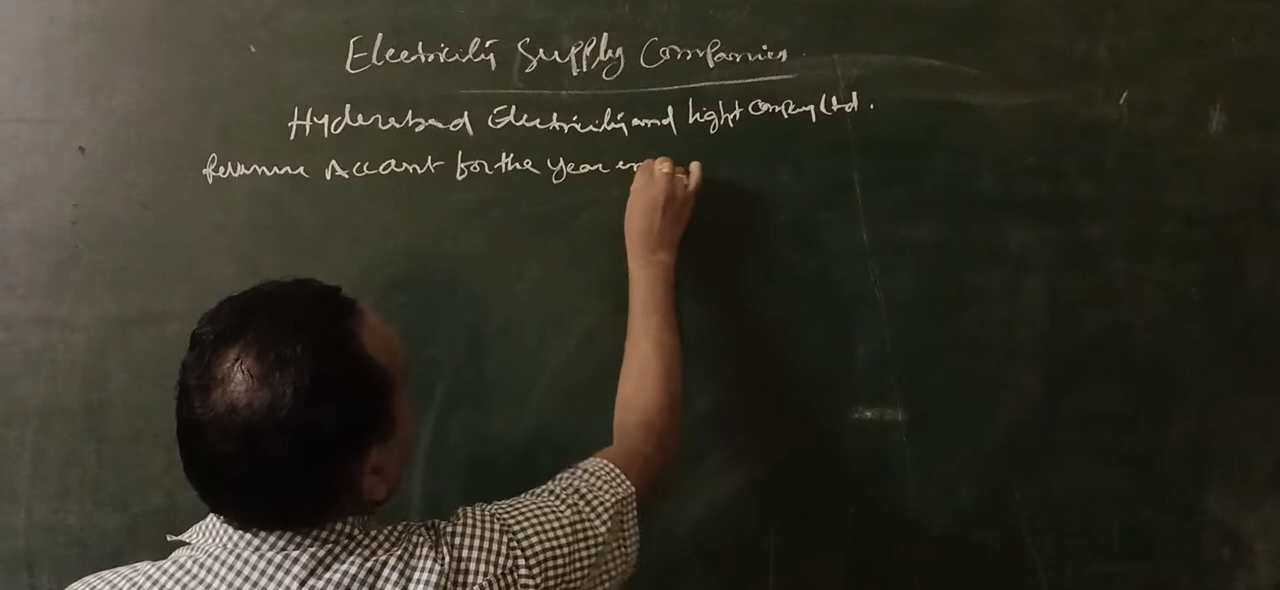 Electricity Supply Companies
Hyderabad Electricity and Light Company Ltd.
Revenue Account for the year en